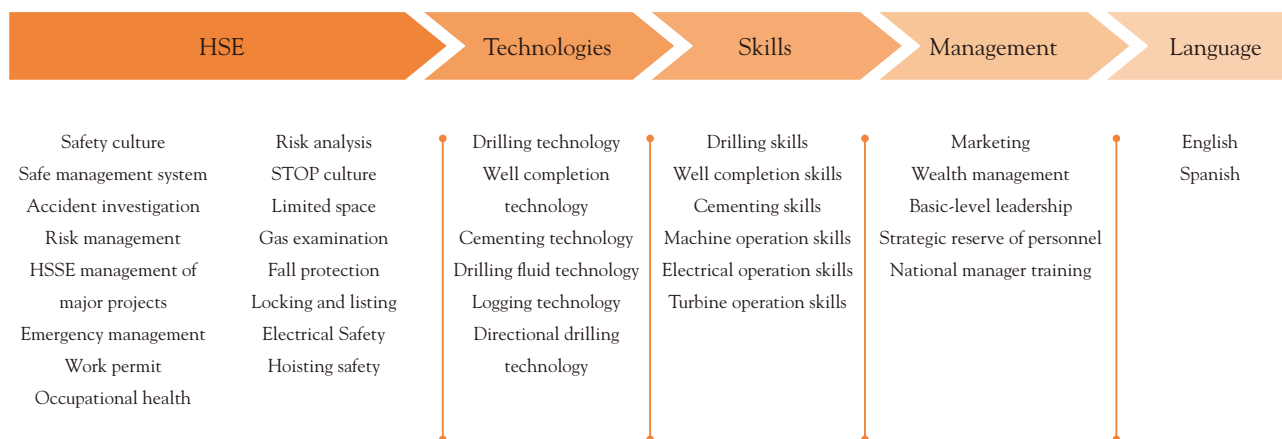 HSE
Technologies
Skills
Management
Language
Safety culture
Safe management system
Accident investigation
Risk management
HSSE management of
major projects
Emergency management
Work permit
Occupational health
Risk analysis
STOP culture
Limited space
Gas examination
Fall protection
Locking and listing
Electrical Safety
Hoisting safety
Drilling technology
Well completion
technology
Cementing technology
Drilling fluid technology
Logging technology
Directional drilling
technology
Drilling skills
Well completion skills
Cementing skills
Machine operation skills
Electrical operation skills
Turbine operation skills
Marketing
Wealth management
Basic-level leadership
Strategic reserve of personnel
National manager training
English
Spanish